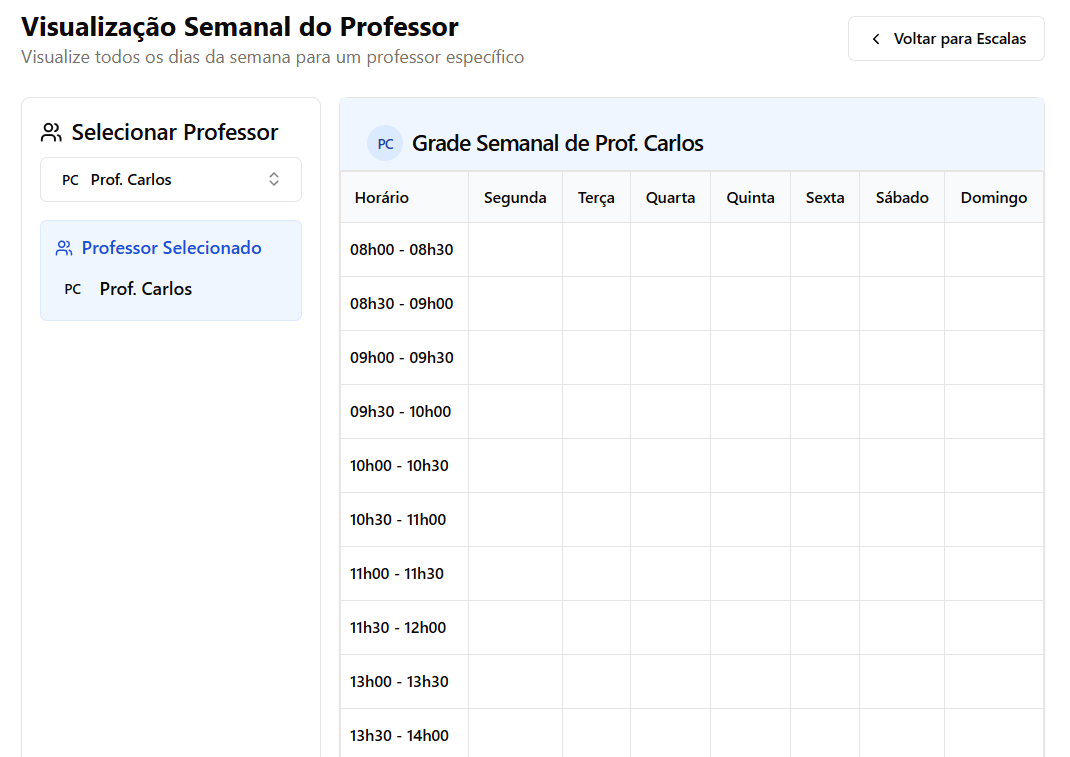 Visualização Semanal do Professor
Visualize todos os dias da semana para um professor específico
Voltar para Escalas
Selecionar Professor
PC Prof. Carlos
Professor Selecionado
PC Prof. Carlos
PC Grade Semanal de Prof. Carlos
Horário Segunda Terça Quarta Quinta Sexta Sábado Domingo
08h00 - 08h30
08h30 - 09h00
09h00 - 09h30
09h30 - 10h00
10h00 - 10h30
10h30 - 11h00
11h00 - 11h30
11h30 - 12h00
13h00 - 13h30
13h30 - 14h00